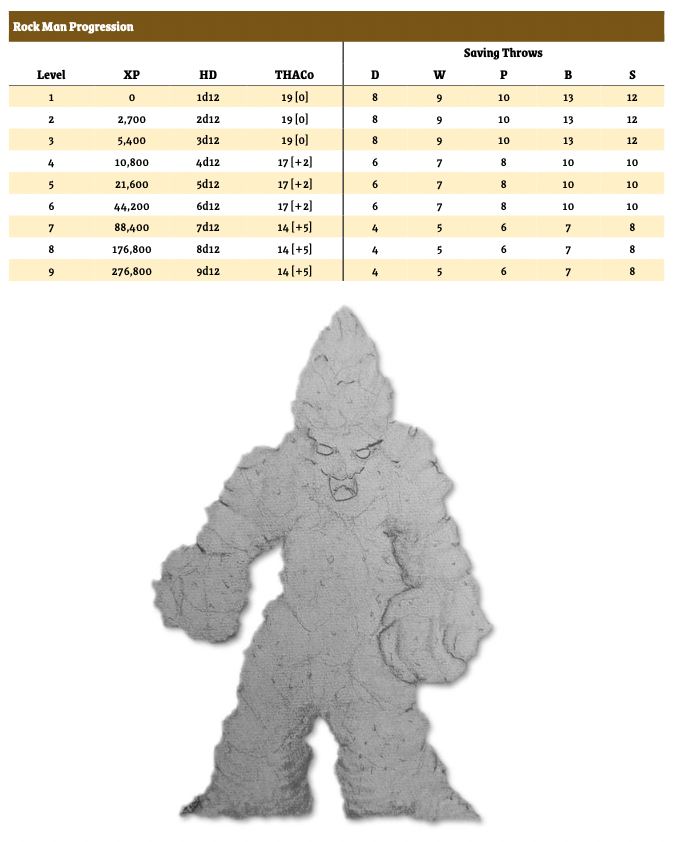 Rock Man Progression
Saving Throws
Level XP HD THAC0 D W P B S
1 0 1d12 19 [0] 8 9 10 13 12
2 2,700 2d12 19 [0] 8 9 10 13 12
3 5,400 3d12 19 [0] 8 9 10 13 12
4 10,800 4d12 17 [+2] 6 7 8 10 10
5 21,600 5d12 17 [+2] 6 7 8 10 10
6 44,200 6d12 17 [+2] 6 7 8 10 10
7 88,400 7d12 14 [+5] 4 5 6 7 8
8 176,800 8d12 14 [+5] 4 5 6 7 8
9 276,800 9d12 14 [+5] 4 5 6 7 8